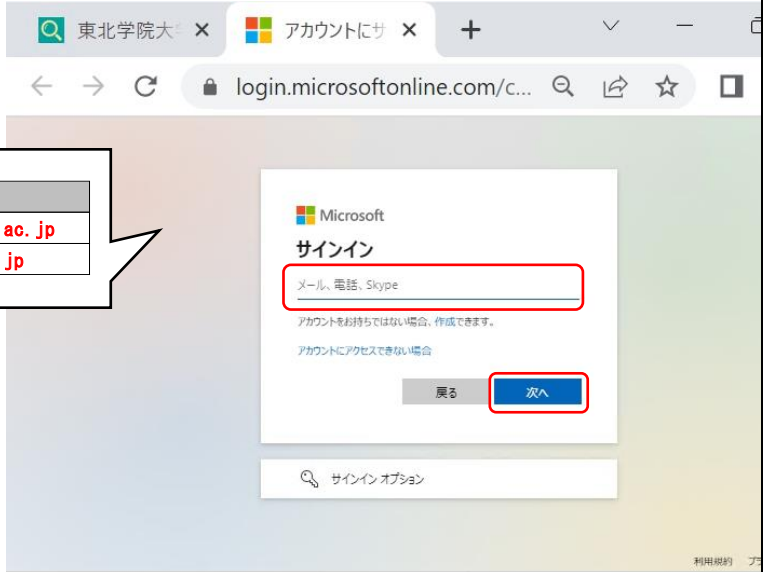 東北学院大
アカウントにサ
login.microsoftonline.com/c...
ac.jp
jp
Microsoft
サインイン
メール、電話、Skype
アカウントをお持ちではない場合、作成できます。
アカウントにアクセスできない場合
戻る 次へ
サインイン オプション
利用規約 プラ